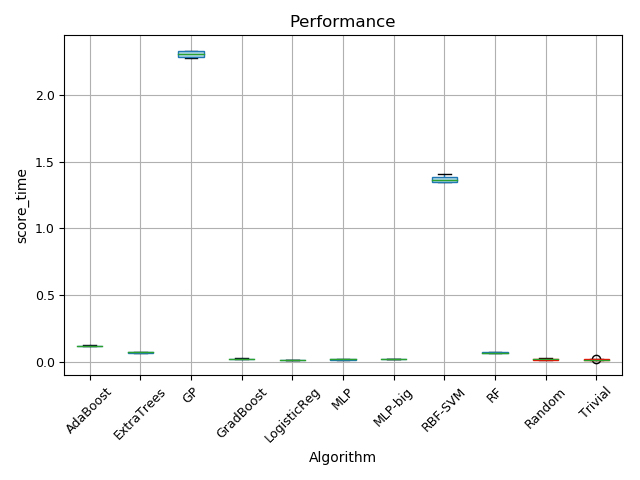 Performance
score_time
2.0
1.5
1.0
0.5
0.0
AdaBoost
ExtraTrees
GP
GradBoost
LogisticReg
MLP
MLP-big
RBF-SVM
RF
Random
Trivial
Algorithm